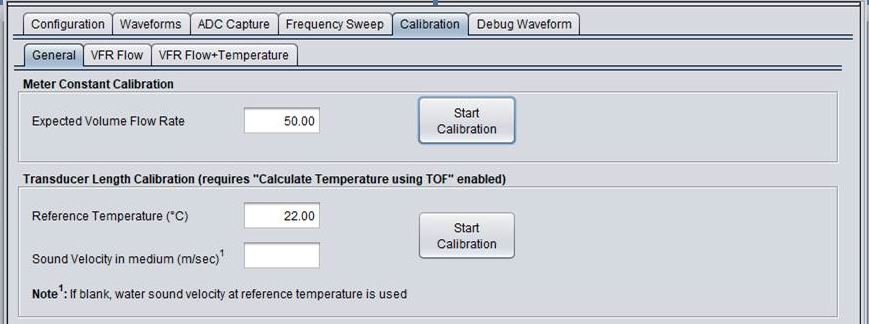 Configuration Waveforms ADC Capture Frequency Sweep Calibration Debug Waveform
General VFR Flow VFR Flow+Temperature
Meter Constant Calibration
Expected Volume Flow Rate 50.00 Start
Calibration
Transducer Length Calibration (requires "Calculate Temperature using TOF" enabled)
Reference Temperature (°C) 22.00 Start
Calibration
Sound Velocity in medium (m/sec)¹
Note¹: If blank, water sound velocity at reference temperature is used